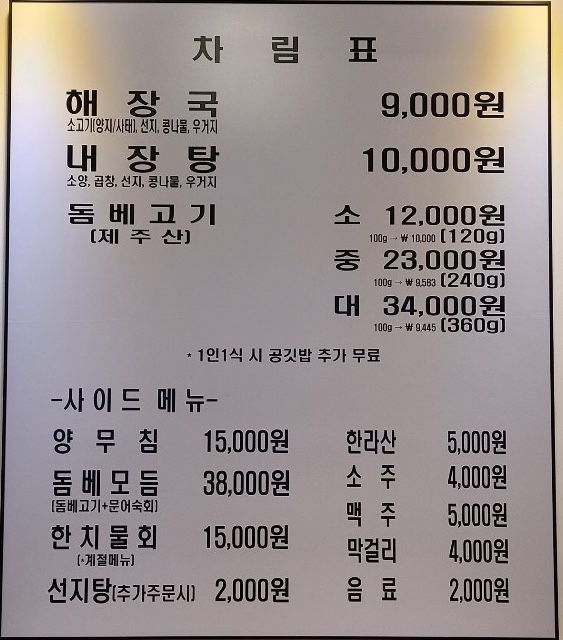 차 림 표
해 장 국 9,000원
소고기(양지/사태), 선지, 콩나물, 우거지
내 장 탕 10,000원
소양, 곱창, 선지, 콩나물, 우거지
돔 베 고 기 소 12,000원
(제 주 산) 100g → ₩ 10,000 (120g)
중 23,000원
100g → ₩ 9,583 (240g)
대 34,000원
100g → ₩ 9,445 (360g)
* 1인1식 시 공깃밥 추가 무료
-사 이 드 메 뉴-
양 무 침 15,000원 한라산 5,000원
돔 베 모 듬 38,000원 소 주 4,000원
(돔베고기+문어숙회)
맥 주 5,000원
한 치 물 회 15,000원 막걸리 4,000원
(*계절메뉴)
선지탕(추가주문시) 2,000원 음 료 2,000원